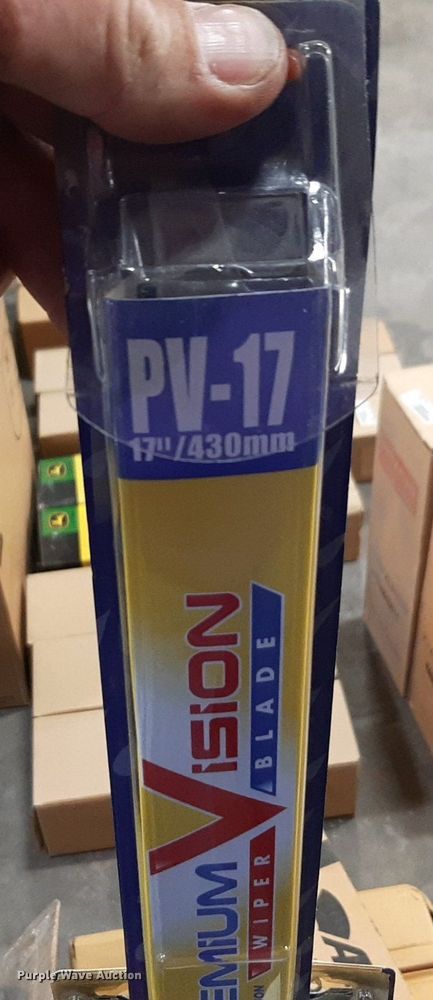 PV-17
17"/430mm
VISION
BLADE
EMIUM
WIPER
Purple Wave Auction